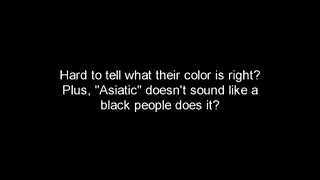 Hard to tell what their color is right?
Plus, "Asiatic" doesn't sound like a
black people does it?